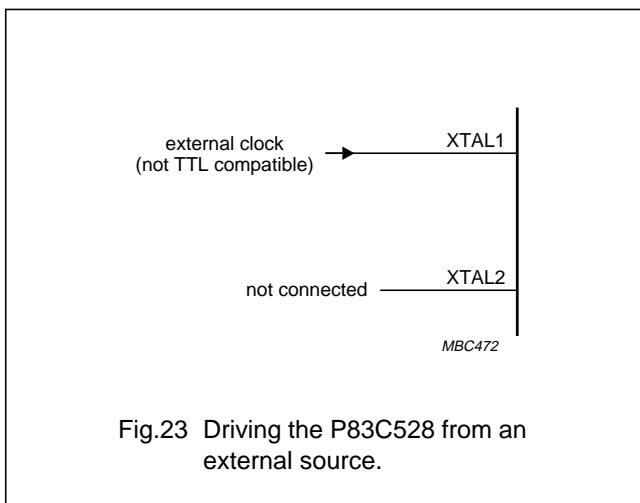 external clock
(not TTL compatible)
XTAL1
not connected
XTAL2
MBC472
Fig.23 Driving the P83C528 from an
external source.